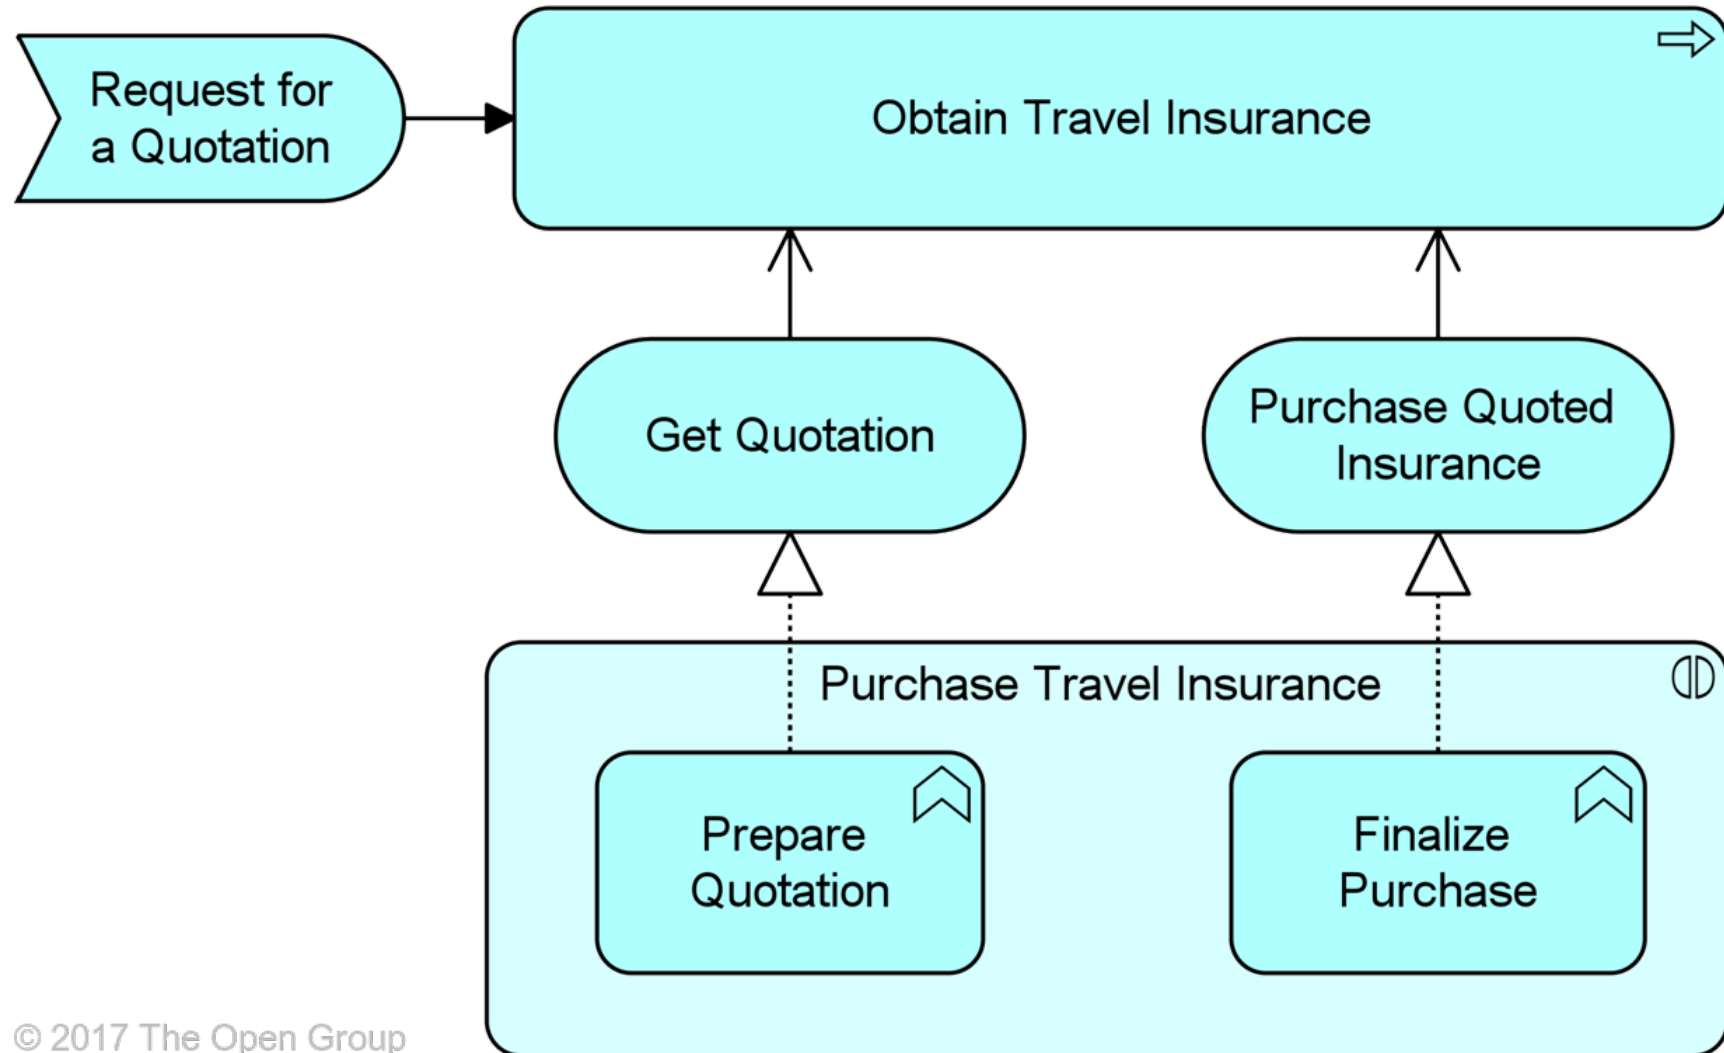 Request for
a Quotation
Obtain Travel Insurance
Get Quotation
Purchase Quoted
Insurance
Purchase Travel Insurance
Prepare
Quotation
Finalize
Purchase
© 2017 The Open Group